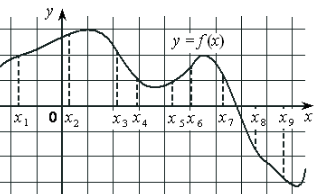 y
y = f(x)
x₁ 0 x₂ x₃ x₄ x₅ x₆ x₇ x₈ x₉ x